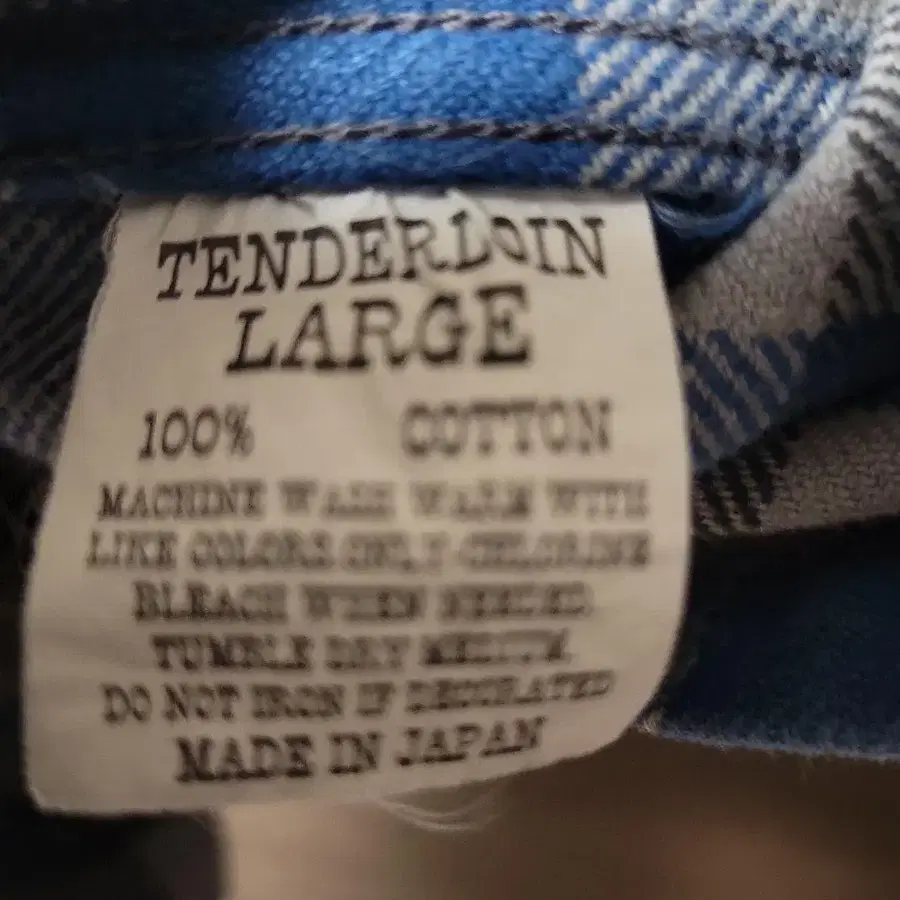 TENDERLOIN
LARGE
100% COTTON
MACHINE WASH WARM WITH
LIKE COLORS.ONLY CHLORINE
BLEACH WHEN NEEDED.
TUMBLE DRY MEDIUM.
DO NOT IRON IF DECORATED
MADE IN JAPAN